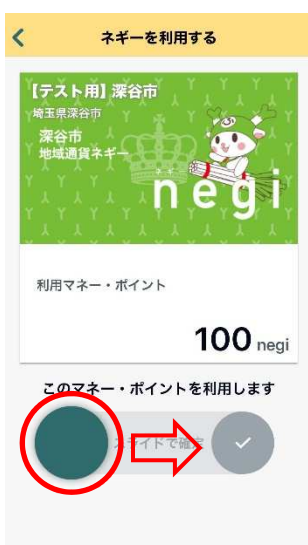 ネギーを利用する
【テスト用】深谷市
埼玉県深谷市
深谷市
地域通貨ネギー
ネギー
negi
利用マネー・ポイント
100 negi
このマネー・ポイントを利用します
スライドで確定